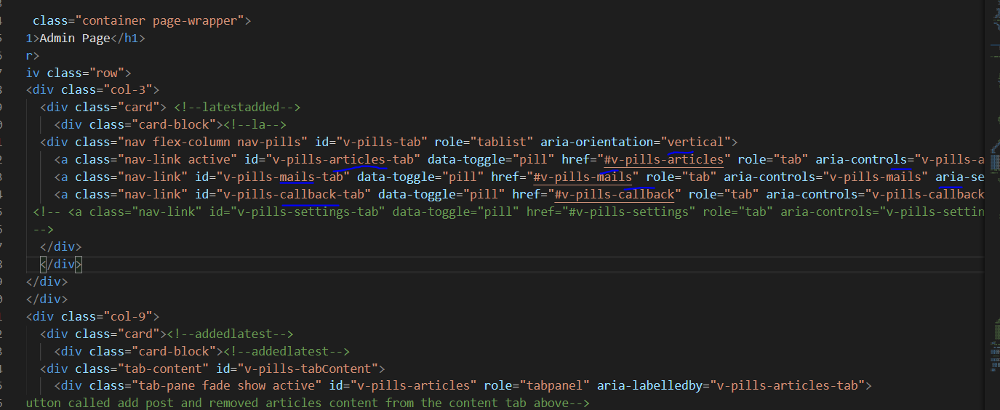 class="container page-wrapper">
1>Admin Page</h1>
r>
iv class="row">
<div class="col-3">
<div class="card"> <!--latestadded-->
<div class="card-block"><!--la-->
<div class="nav flex-column nav-pills" id="v-pills-tab" role="tablist" aria-orientation="vertical">
<a class="nav-link active" id="v-pills-articles-tab" data-toggle="pill" href="#v-pills-articles" role="tab" aria-controls="v-pills-a
<a class="nav-link" id="v-pills-mails-tab" data-toggle="pill" href="#v-pills-mails" role="tab" aria-controls="v-pills-mails" aria-se
<a class="nav-link" id="v-pills-callback-tab" data-toggle="pill" href="#v-pills-callback" role="tab" aria-controls="v-pills-callback
<!-- <a class="nav-link" id="v-pills-settings-tab" data-toggle="pill" href="#v-pills-settings" role="tab" aria-controls="v-pills-settin
-->
</div>
</div>
</div>
</div>
<div class="col-9">
<div class="card"><!--addedlatest-->
<div class="card-block"><!--addedlatest-->
<div class="tab-content" id="v-pills-tabContent">
<div class="tab-pane fade show active" id="v-pills-articles" role="tabpanel" aria-labelledby="v-pills-articles-tab">
utton called add post and removed articles content from the content tab above-->